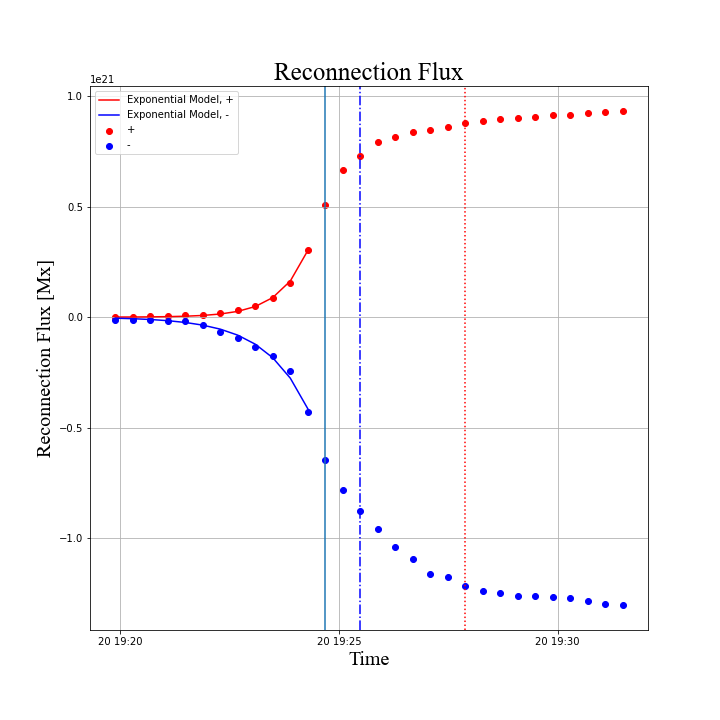 Reconnection Flux
1e21
Exponential Model, +
Exponential Model, -
+
-
1.0
0.5
0.0
−0.5
−1.0
Reconnection Flux [Mx]
20 19:20
20 19:25
20 19:30
Time